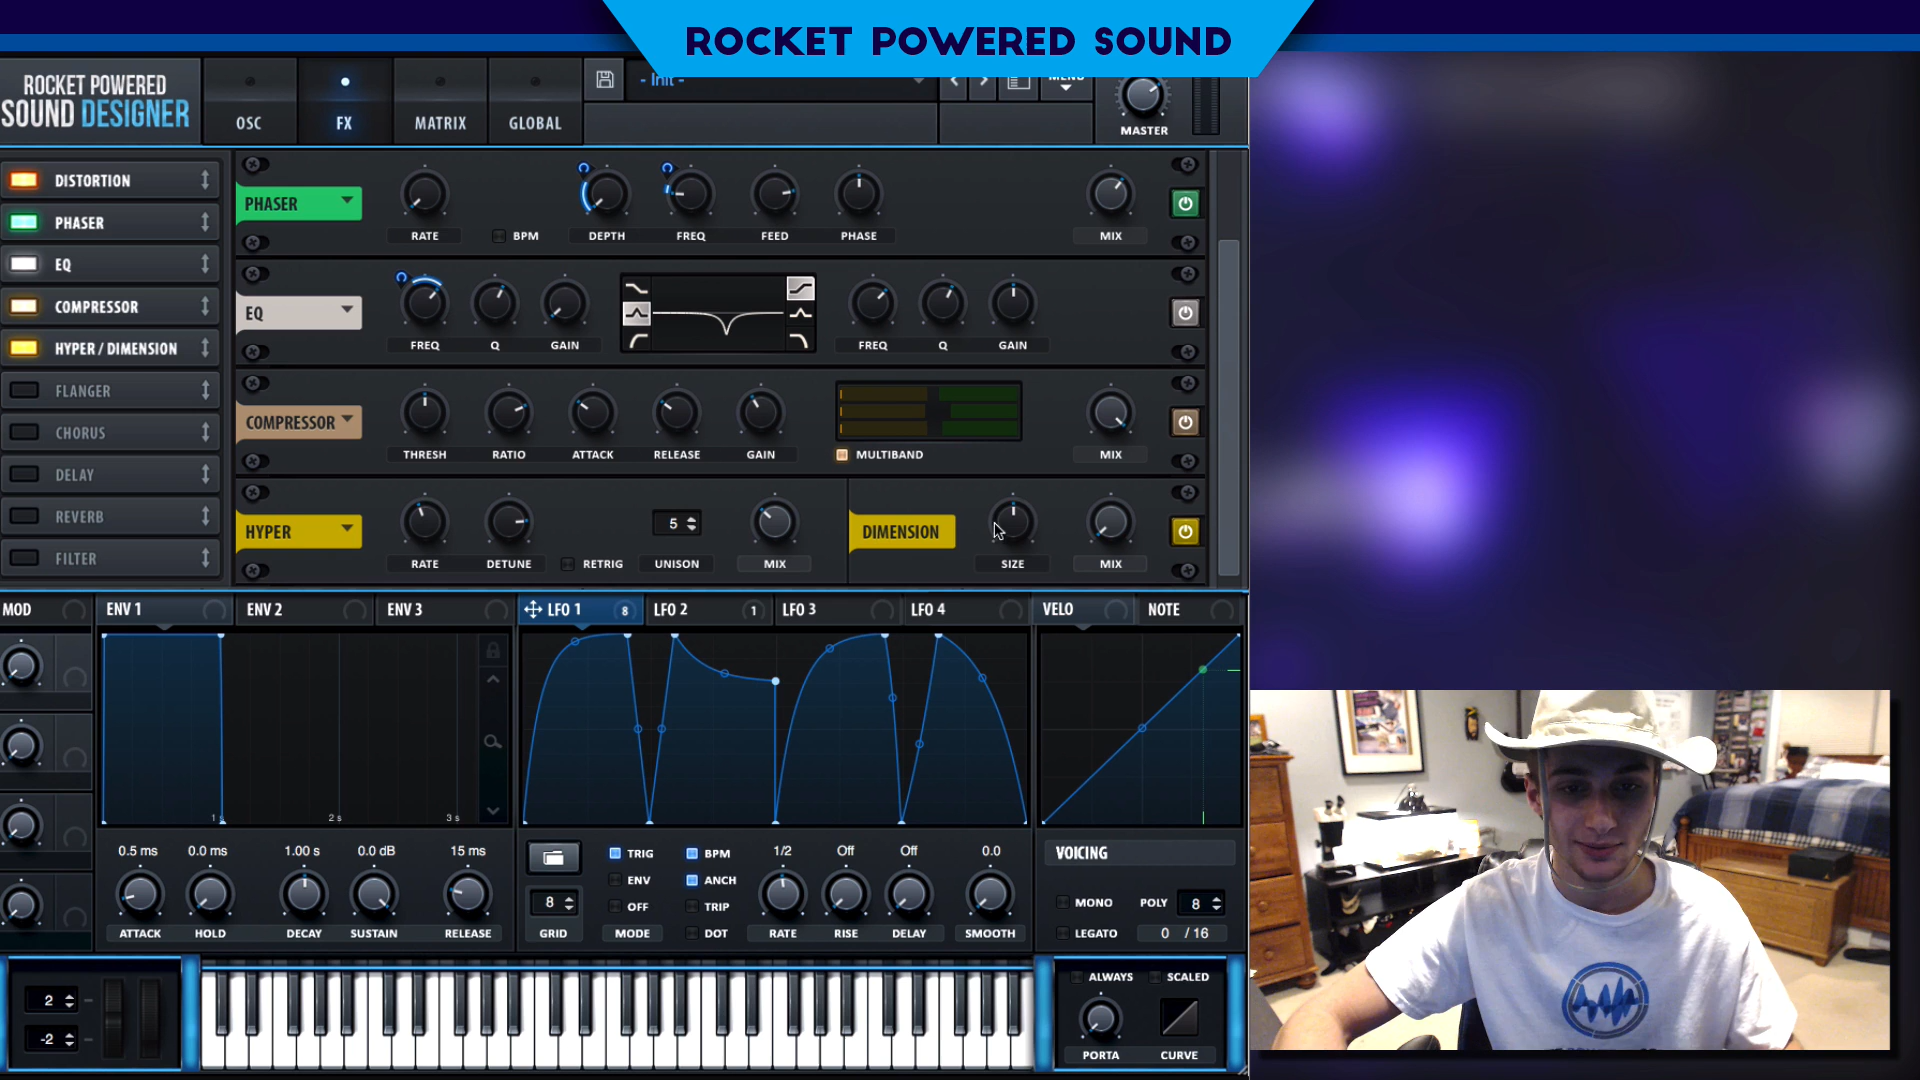 ROCKET POWERED SOUND
ROCKET POWERED
SOUND DESIGNER
OSC
FX
MATRIX
GLOBAL
- Init -
MENU
MASTER
DISTORTION
PHASER
EQ
COMPRESSOR
HYPER / DIMENSION
FLANGER
CHORUS
DELAY
REVERB
FILTER
PHASER
RATE
BPM
DEPTH
FREQ
FEED
PHASE
MIX
EQ
FREQ
Q
GAIN
FREQ
Q
GAIN
COMPRESSOR
THRESH
RATIO
ATTACK
RELEASE
GAIN
MULTIBAND
MIX
HYPER
RATE
DETUNE
RETRIG
5
UNISON
MIX
DIMENSION
SIZE
MIX
MOD
ENV 1
ENV 2
ENV 3
LFO 1
8
LFO 2
1
LFO 3
LFO 4
VELO
NOTE
1 s
2 s
3 s
0.5 ms
0.0 ms
1.00 s
0.0 dB
15 ms
ATTACK
HOLD
DECAY
SUSTAIN
RELEASE
8
GRID
TRIG
ENV
OFF
MODE
BPM
ANCH
TRIP
DOT
1/2
Off
Off
0.0
RATE
RISE
DELAY
SMOOTH
VOICING
MONO
POLY
8
LEGATO
0 / 16
2
-2
ALWAYS
SCALED
PORTA
CURVE